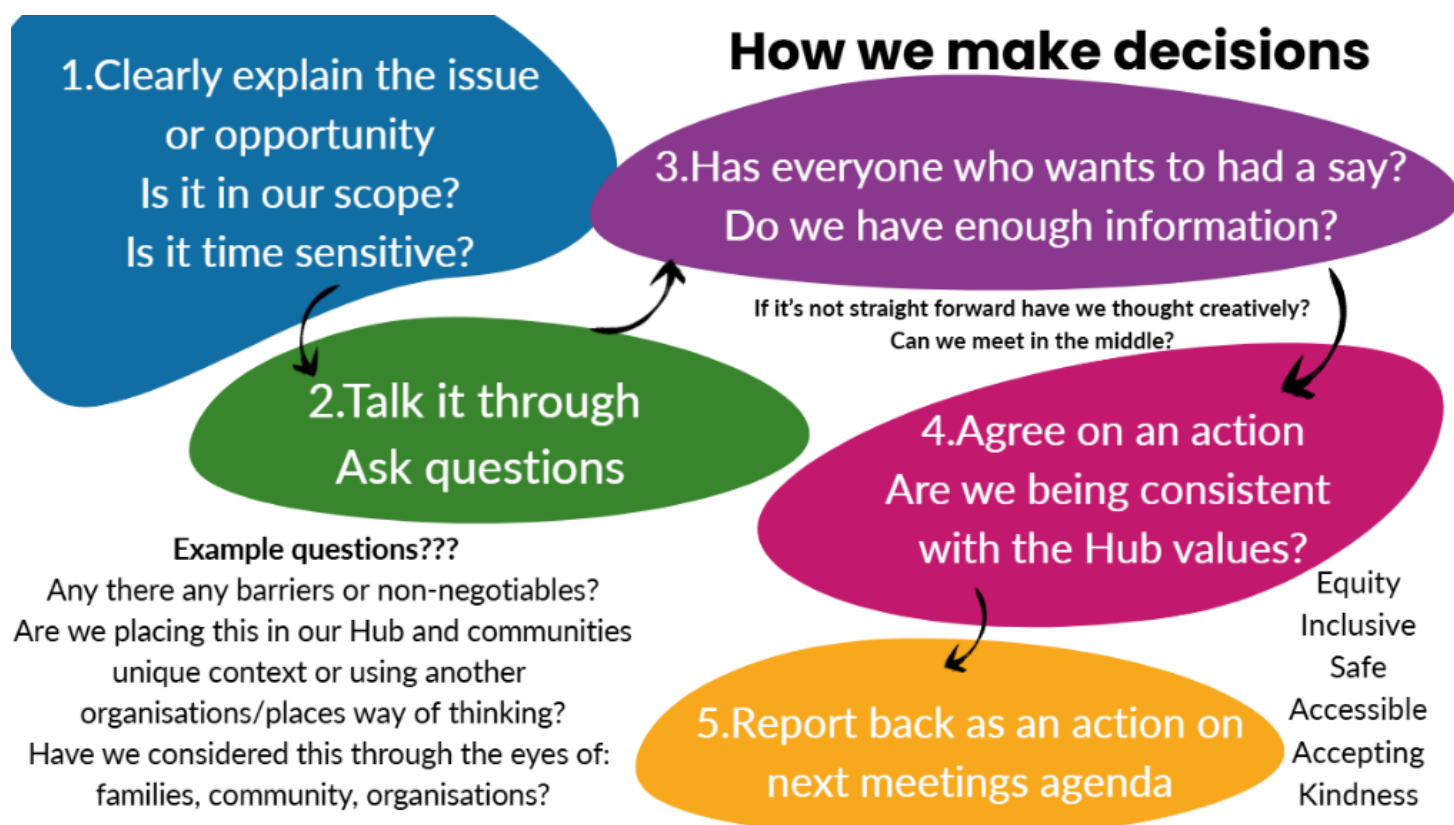 How we make decisions
1.Clearly explain the issue
or opportunity
Is it in our scope?
Is it time sensitive?
2.Talk it through
Ask questions
Example questions???
Any there any barriers or non-negotiables?
Are we placing this in our Hub and communities
unique context or using another
organisations/places way of thinking?
Have we considered this through the eyes of:
families, community, organisations?
3.Has everyone who wants to had a say?
Do we have enough information?
If it's not straight forward have we thought creatively?
Can we meet in the middle?
4.Agree on an action
Are we being consistent
with the Hub values?
Equity
Inclusive
Safe
Accessible
Accepting
Kindness
5.Report back as an action on
next meetings agenda